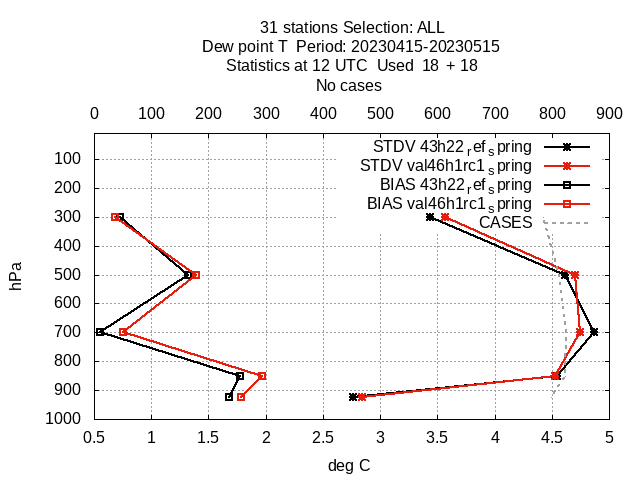 31 stations Selection: ALL
Dew point T  Period: 20230415-20230515
Statistics at 12 UTC  Used  18  + 18
No cases
0 100 200 300 400 500 600 700 800 900
STDV 43h22_ref_spring
STDV val46h1rc1_spring
BIAS 43h22_ref_spring
BIAS val46h1rc1_spring
CASES
100
200
300
400
500
600
700
800
900
1000
hPa
0.5 1 1.5 2 2.5 3 3.5 4 4.5 5
deg C